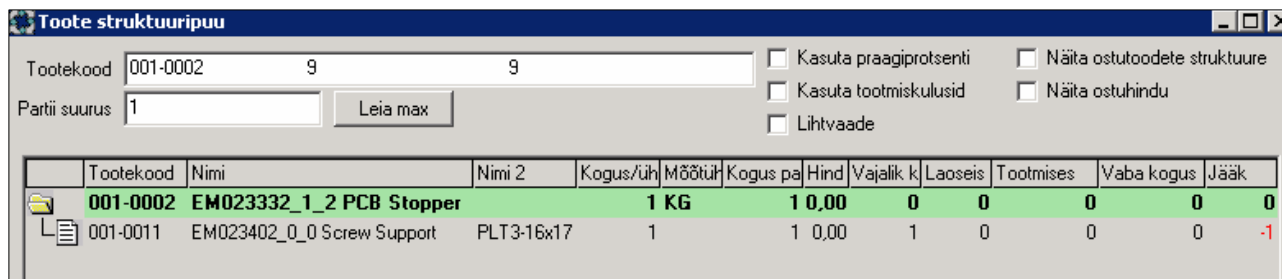 Toote struktuuripuu
Tootekood 001-0002 9 9
Kasuta praagiprotsenti Näita ostutoodete struktuure
Partii suurus 1 Leia max
Kasuta tootmiskulusid Näita ostuhindu
Lihtvaade
Tootekood Nimi Nimi 2 Kogus/üh Mõõtüh Kogus pa Hind Vajalik k Laoseis Tootmises Vaba kogus Jääk
001-0002 EM023332_1_2 PCB Stopper 1 KG 1 0,00 0 0 0 0 0
001-0011 EM023402_0_0 Screw Support PLT3-16x17 1 1 0,00 1 0 0 0 -1